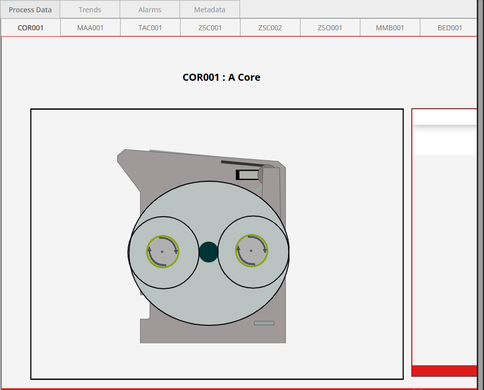 Process Data Trends Alarms Metadata
COR001 MAA001 TAC001 ZSC001 ZSC002 ZSO001 MMB001 BED001
COR001 : A Core